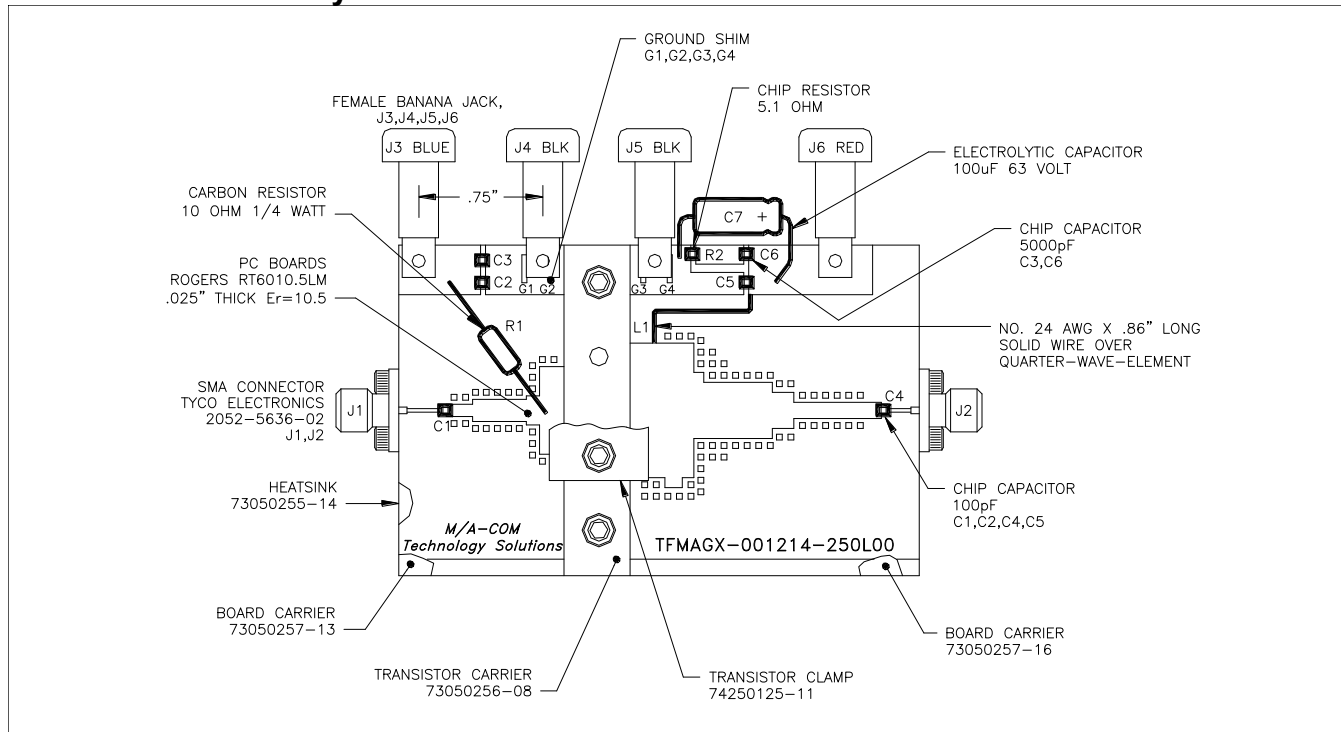 GROUND SHIM
G1,G2,G3,G4
CHIP RESISTOR
5.1 OHM
FEMALE BANANA JACK,
J3,J4,J5,J6
J3 BLUE
J4 BLK
J5 BLK
J6 RED
ELECTROLYTIC CAPACITOR
100uF 63 VOLT
CARBON RESISTOR
10 OHM 1/4 WATT
.75"
C7 +
CHIP CAPACITOR
5000pF
C3,C6
PC BOARDS
ROGERS RT6010.5LM
.025" THICK Er=10.5
C3
C2
G1 G2
G3 G4
R2
C6
C5
R1
L1
NO. 24 AWG X .86" LONG
SOLID WIRE OVER
QUARTER-WAVE-ELEMENT
SMA CONNECTOR
TYCO ELECTRONICS
2052-5636-02
J1,J2
J1
C1
C4
J2
HEATSINK
73050255-14
CHIP CAPACITOR
100pF
C1,C2,C4,C5
M/A-COM
Technology Solutions
TFMAGX-001214-250L00
BOARD CARRIER
73050257-13
BOARD CARRIER
73050257-16
TRANSISTOR CARRIER
73050256-08
TRANSISTOR CLAMP
74250125-11